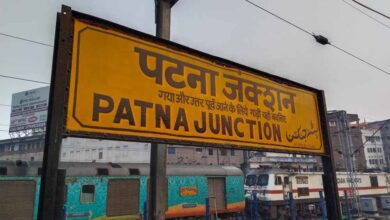 पटना जंक्शन
गया और उत्तर पूर्व जाने के लिये गाड़ी यहाँ बदलिए
PATNA JUNCTION
پٹنہ جنکشن